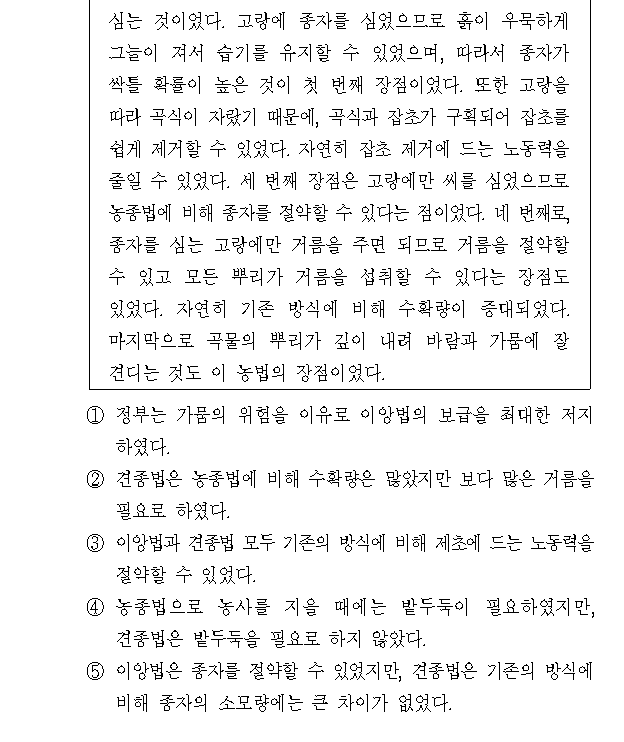 심는 것이었다. 고랑에 종자를 심었으므로 흙이 우묵하게
그늘이 져서 습기를 유지할 수 있었으며, 따라서 종자가
싹틀 확률이 높은 것이 첫 번째 장점이었다. 또한 고랑을
따라 곡식이 자랐기 때문에, 곡식과 잡초가 구획되어 잡초를
쉽게 제거할 수 있었다. 자연히 잡초 제거에 드는 노동력을
줄일 수 있었다. 세 번째 장점은 고랑에만 씨를 심었으므로
농종법에 비해 종자를 절약할 수 있다는 점이었다. 네 번째로,
종자를 심는 고랑에만 거름을 주면 되므로 거름을 절약할
수 있고 모든 뿌리가 거름을 섭취할 수 있다는 장점도
있었다. 자연히 기존 방식에 비해 수확량이 증대되었다.
마지막으로 곡물의 뿌리가 깊이 내려 바람과 가뭄에 잘
견디는 것도 이 농법의 장점이었다.
① 정부는 가뭄의 위험을 이유로 이앙법의 보급을 최대한 저지
하였다.
② 견종법은 농종법에 비해 수확량은 많았지만 보다 많은 거름을
필요로 하였다.
③ 이앙법과 견종법 모두 기존의 방식에 비해 제초에 드는 노동력을
절약할 수 있었다.
④ 농종법으로 농사를 지을 때에는 밭두둑이 필요하였지만,
견종법은 밭두둑을 필요로 하지 않았다.
⑤ 이앙법은 종자를 절약할 수 있었지만, 견종법은 기존의 방식에
비해 종자의 소모량에는 큰 차이가 없었다.